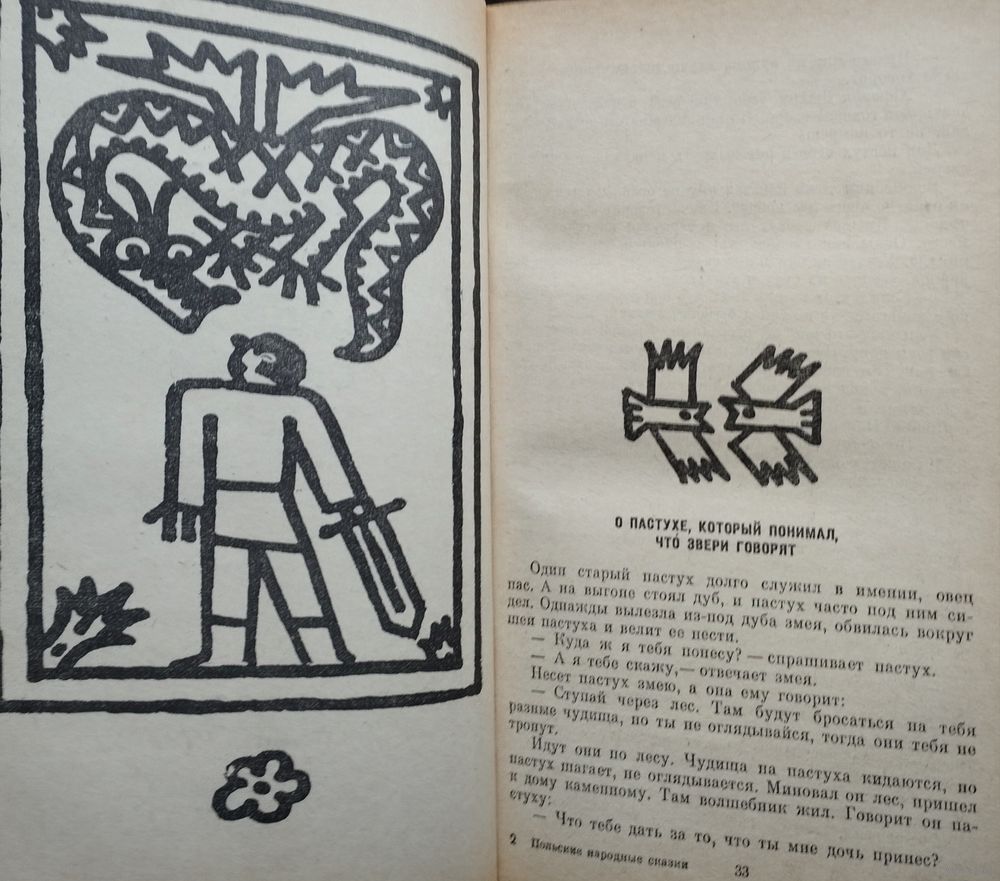 О ПАСТУХЕ, КОТОРЫЙ ПОНИМАЛ,
ЧТО ЗВЕРИ ГОВОРЯТ
Один старый пастух долго служил в имении, овец
пас. А на выгоне стоял дуб, и пастух часто под ним си-
дел. Однажды вылезла из-под дуба змея, обвилась вокруг
шеи пастуха и велит ее нести.
— Куда ж я тебя понесу? — спрашивает пастух.
— А я тебе скажу, — отвечает змея.
Несет пастух змею, а она ему говорит:
— Ступай через лес. Там будут бросаться на тебя
разные чудища, но ты не оглядывайся, тогда они тебя не
тронут.
Идут они по лесу. Чудища на пастуха кидаются, но
пастух шагает, не оглядывается. Миновал он лес, пришел
к дому каменному. Там волшебник жил. Говорит он па-
стуху:
— Что тебе дать за то, что ты мне дочь принес?
2 Польские народные сказки
33